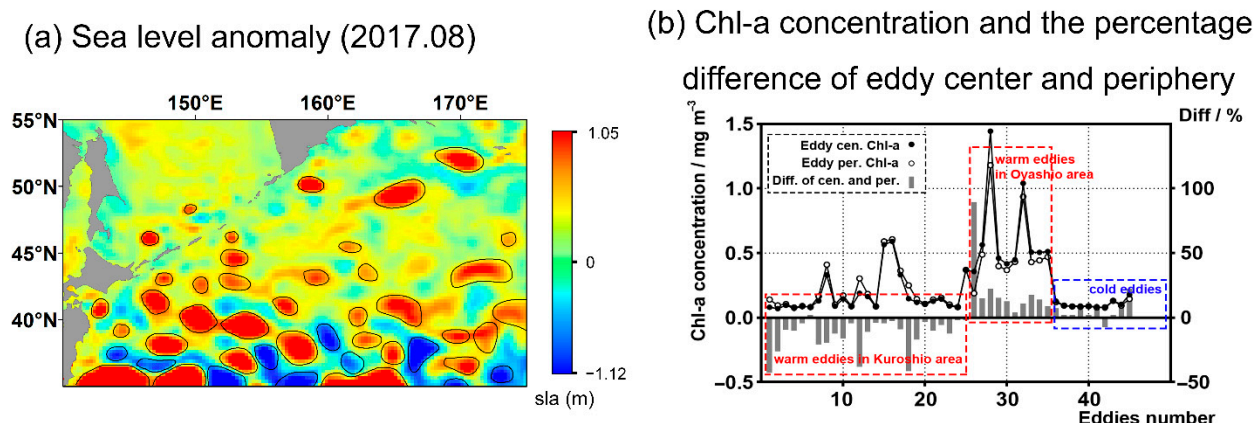 (a) Sea level anomaly (2017.08)
150°E 160°E 170°E
55°N
50°N
45°N
40°N
1.05
0
−1.12
sla (m)
(b) Chl-a concentration and the percentage
difference of eddy center and periphery
Chl-a concentration / mg m⁻³
Diff / %
1.5
1.0
0.5
0.0
−0.5
Eddy cen. Chl-a
Eddy per. Chl-a
Diff. of cen. and per.
warm eddies
in Oyashio area
cold eddies
warm eddies in Kuroshio area
100
50
0
−50
10 20 30 40
Eddies number